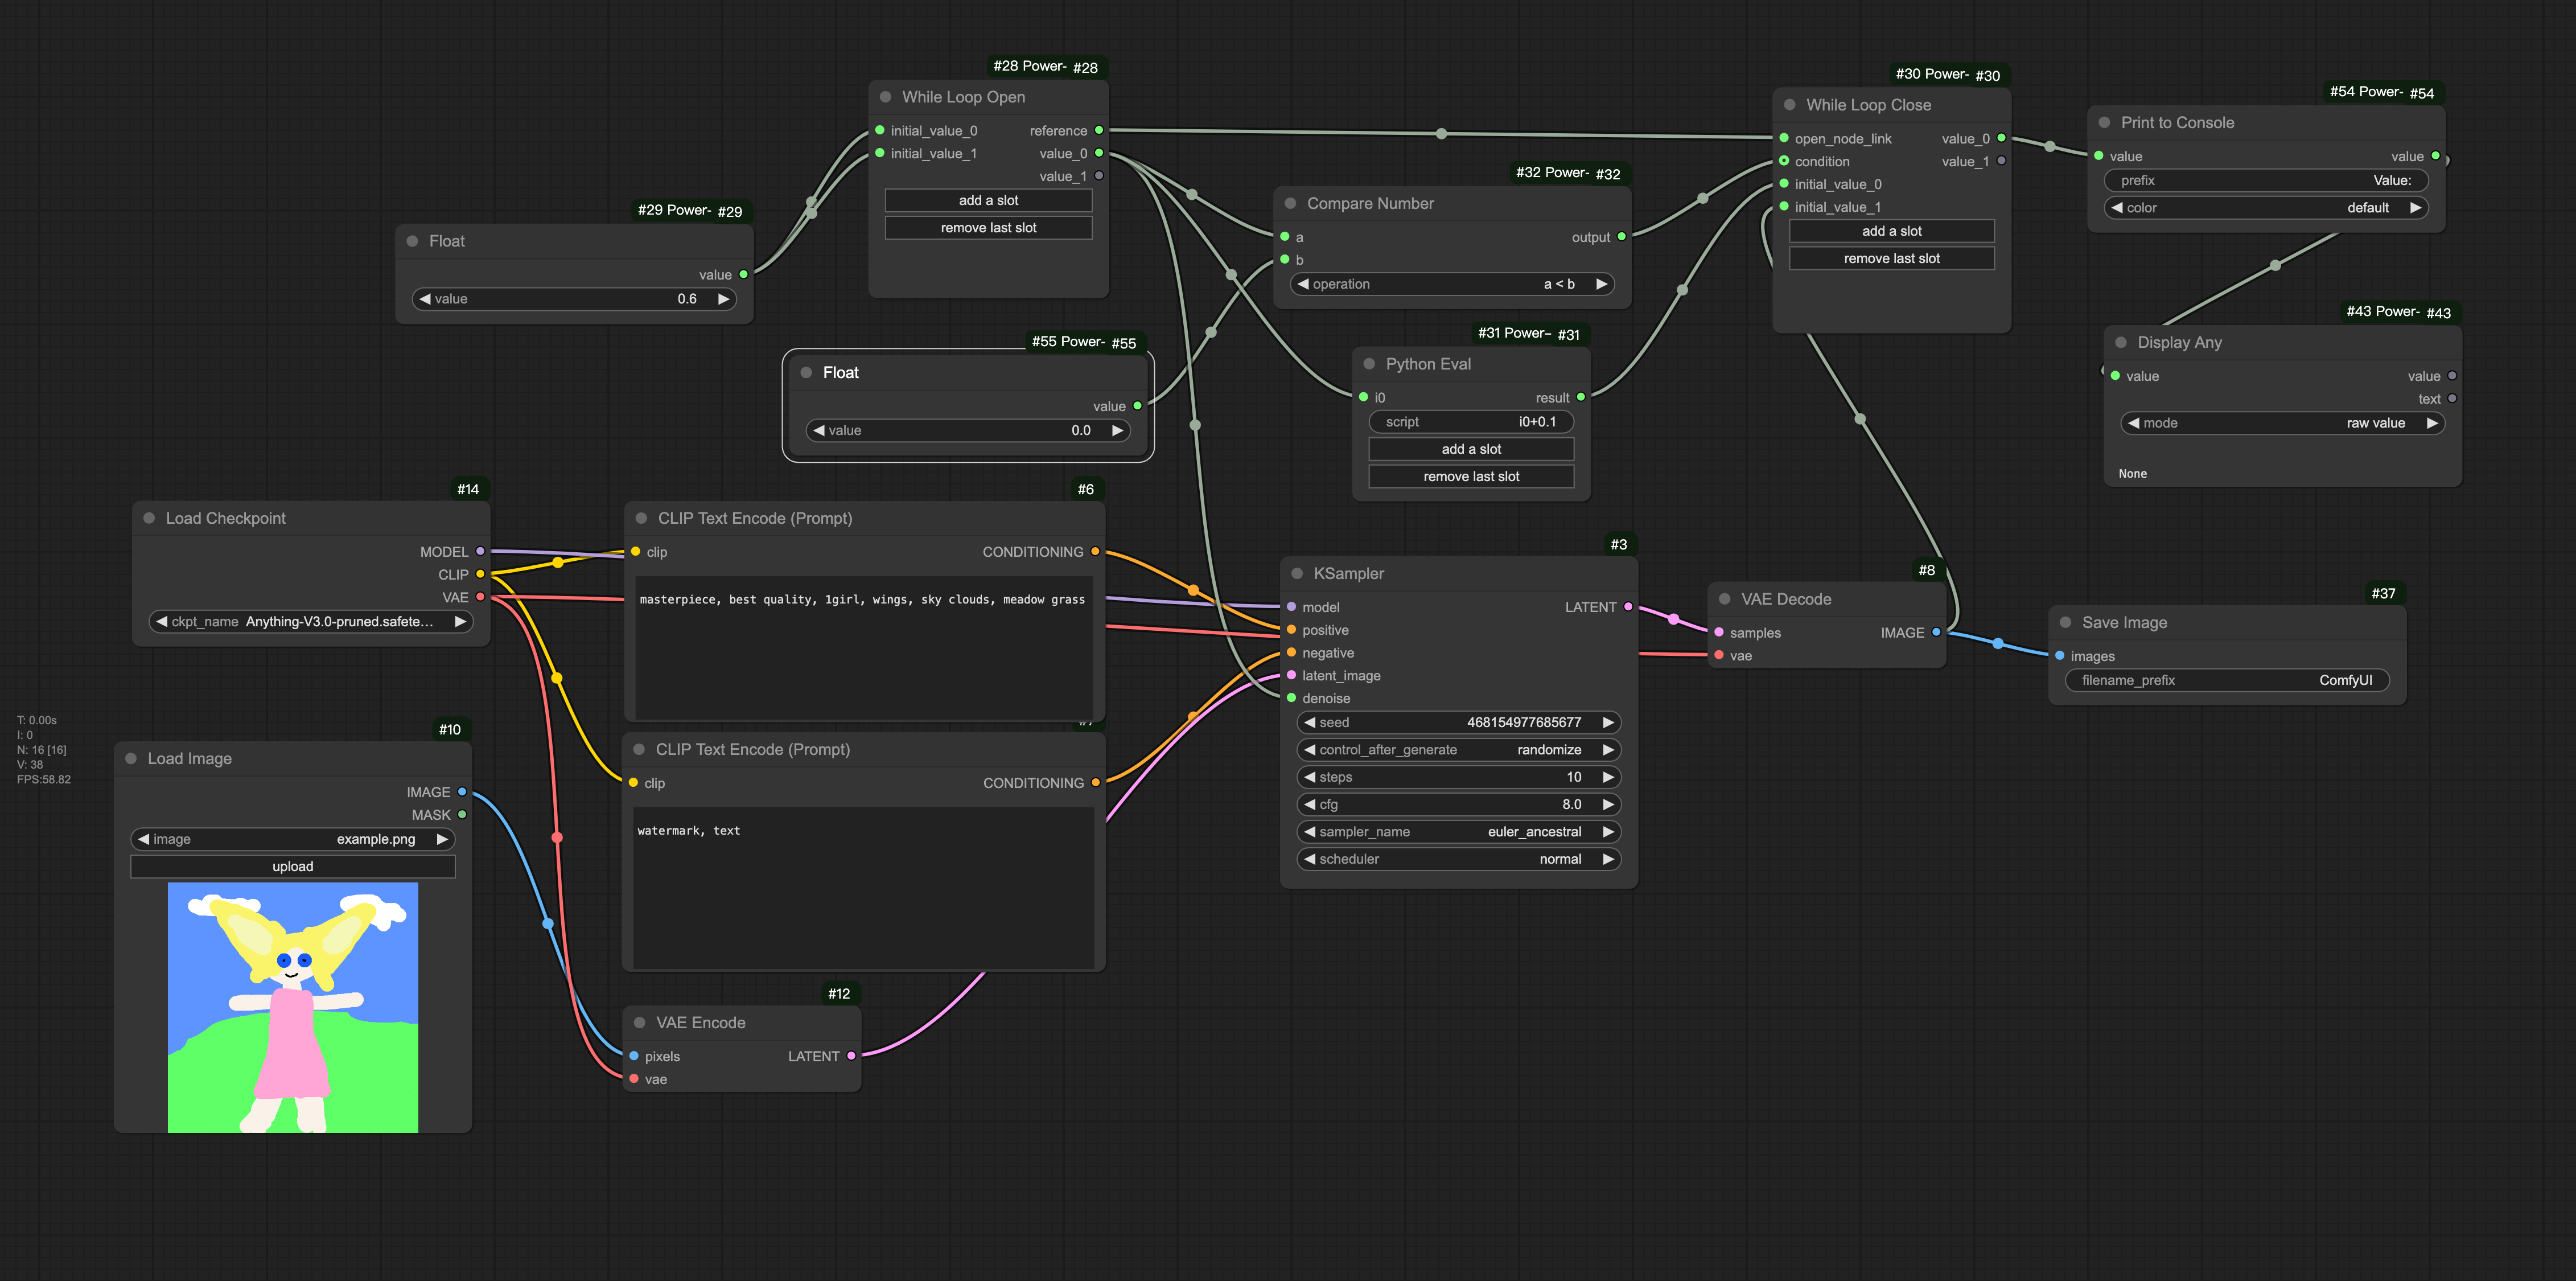 #28 Power- #28
While Loop Open
initial_value_0 reference
initial_value_1 value_0
value_1
add a slot
remove last slot
#30 Power- #30
While Loop Close
open_node_link value_0
condition value_1
initial_value_0
initial_value_1
add a slot
remove last slot
#54 Power- #54
Print to Console
value value
prefix Value:
color default
#32 Power- #32
Compare Number
a output
b
operation a < b
#29 Power- #29
Float
value
value 0.6
#55 Power- #55
Float
value
value 0.0
#31 Power- #31
Python Eval
i0 result
script i0+0.1
add a slot
remove last slot
#43 Power- #43
Display Any
value value
text
mode raw value
None
#14
Load Checkpoint
MODEL
CLIP
VAE
ckpt_name Anything-V3.0-pruned.safete…
#6
CLIP Text Encode (Prompt)
clip CONDITIONING
masterpiece, best quality, 1girl, wings, sky clouds, meadow grass
#3
KSampler
model LATENT
positive
negative
latent_image
denoise
seed 468154977685677
control_after_generate randomize
steps 10
cfg 8.0
sampler_name euler_ancestral
scheduler normal
#8
VAE Decode
samples IMAGE
vae
#37
Save Image
images
filename_prefix ComfyUI
T: 0.00s
I: 0
N: 16 [16]
V: 38
FPS:58.82
#10
Load Image
IMAGE
MASK
image example.png
upload
CLIP Text Encode (Prompt)
clip CONDITIONING
watermark, text
#12
VAE Encode
pixels LATENT
vae